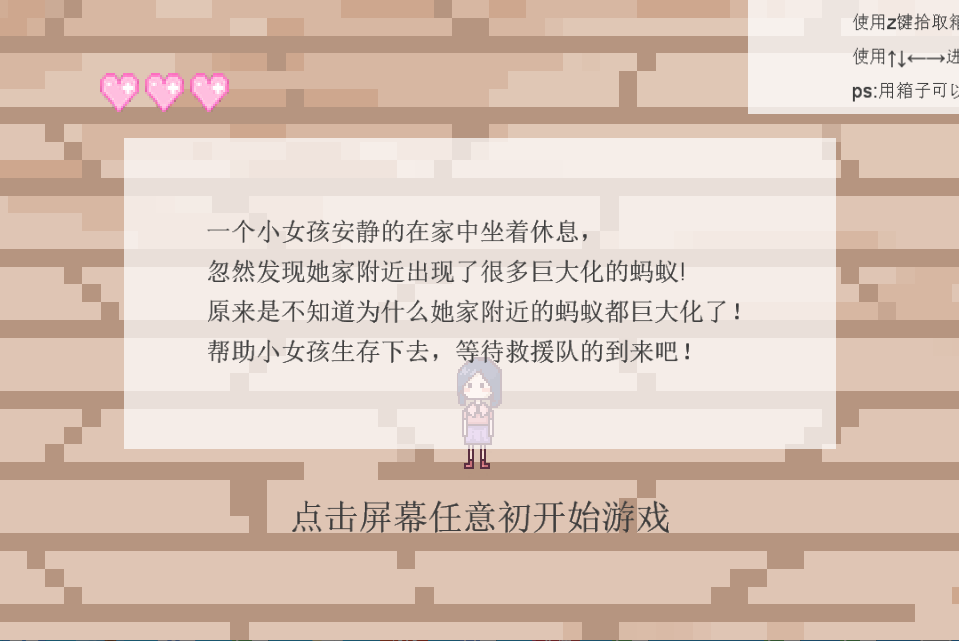 使用z键拾取箱
使用↑↓←→进
ps:用箱子可以
一个小女孩安静的在家中坐着休息，
忽然发现她家附近出现了很多巨大化的蚂蚁!
原来是不知道为什么她家附近的蚂蚁都巨大化了！
帮助小女孩生存下去，等待救援队的到来吧！
点击屏幕任意初开始游戏